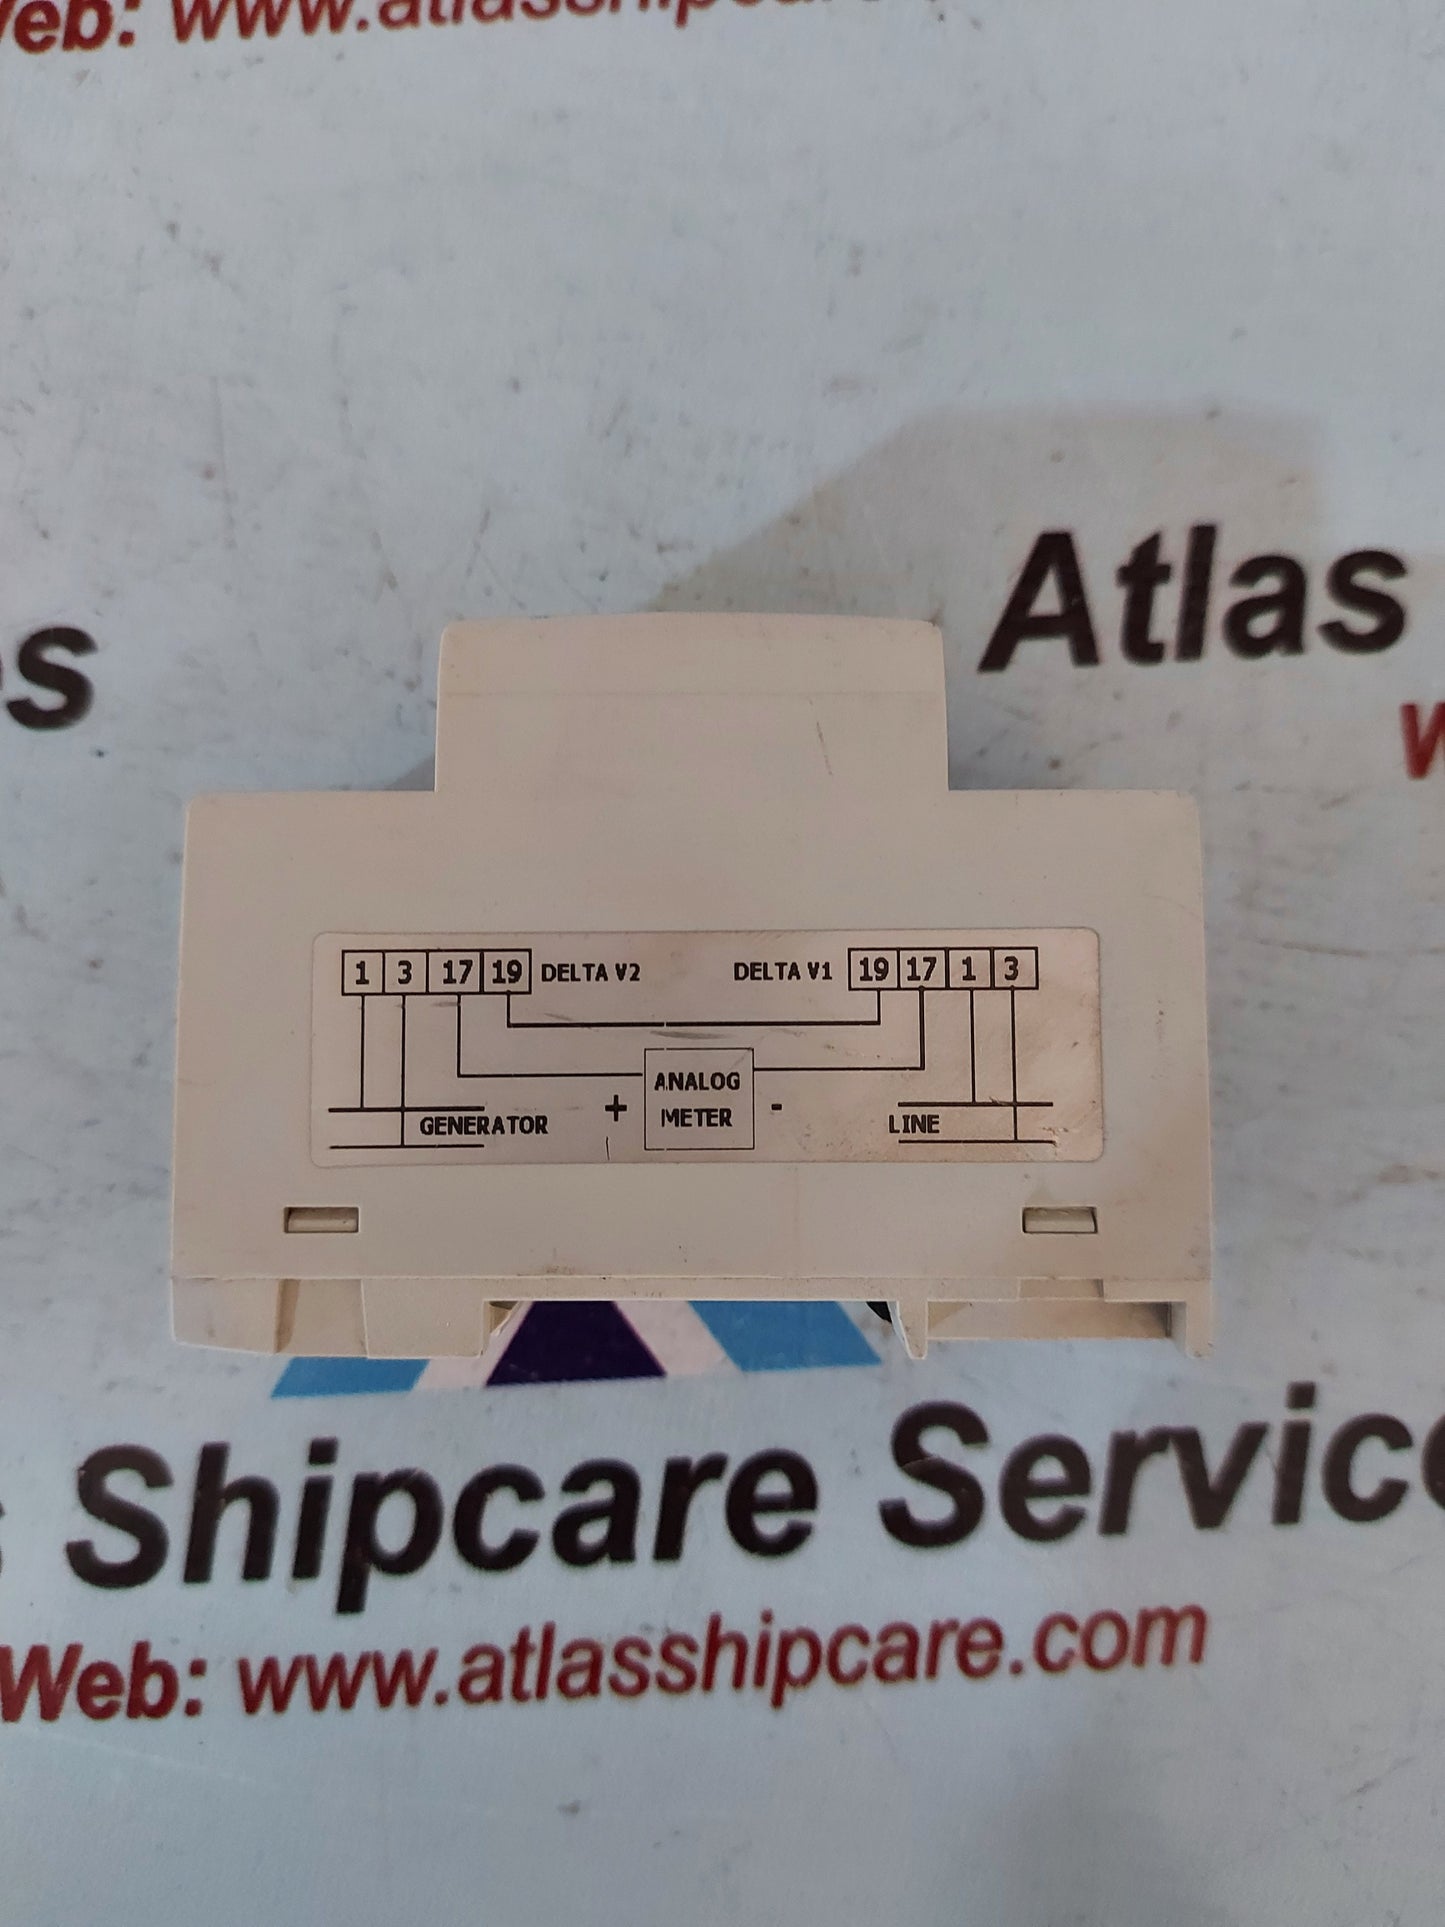 Web: www.atlasshipcare
Atlas
1 3 17 19 DELTA V2 DELTA V1 19 17 1 3
ANALOG
+ METER -
GENERATOR LINE
Shipcare Service
Web: www.atlasshipcare.com